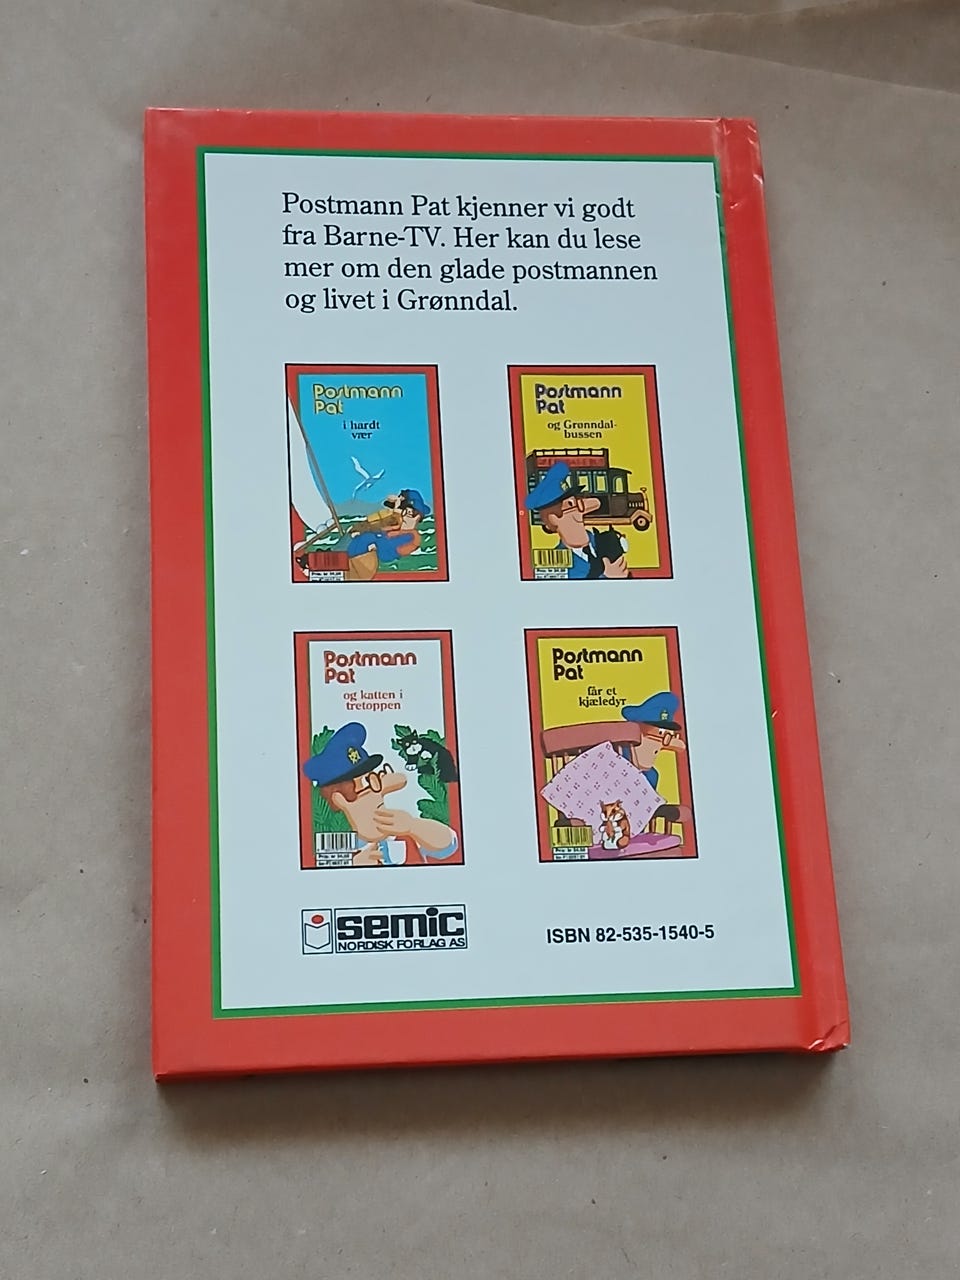 Postmann Pat kjenner vi godt
fra Barne-TV. Her kan du lese
mer om den glade postmannen
og livet i Grønndal.
Postmann
Pat
i hardt
vær
Postmann
Pat
og Grønndal-
bussen
Postmann
Pat
og katten i
tretoppen
Postmann
Pat
får et
kjæledyr
semic
NORDISK FORLAG AS
ISBN 82-535-1540-5